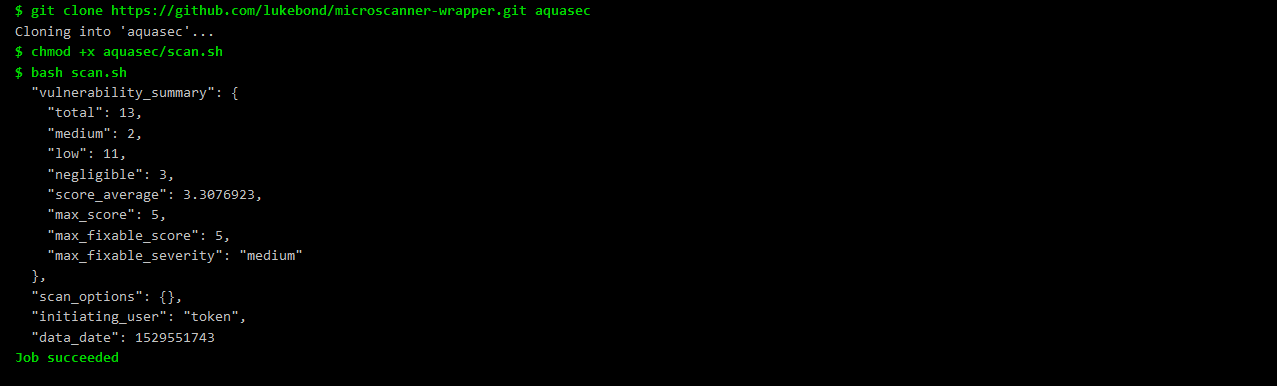 $ git clone https://github.com/lukebond/microscanner-wrapper.git aquasec
Cloning into 'aquasec'...
$ chmod +x aquasec/scan.sh
$ bash scan.sh
  "vulnerability_summary": {
    "total": 13,
    "medium": 2,
    "low": 11,
    "negligible": 3,
    "score_average": 3.3076923,
    "max_score": 5,
    "max_fixable_score": 5,
    "max_fixable_severity": "medium"
  },
  "scan_options": {},
  "initiating_user": "token",
  "data_date": 1529551743
Job succeeded